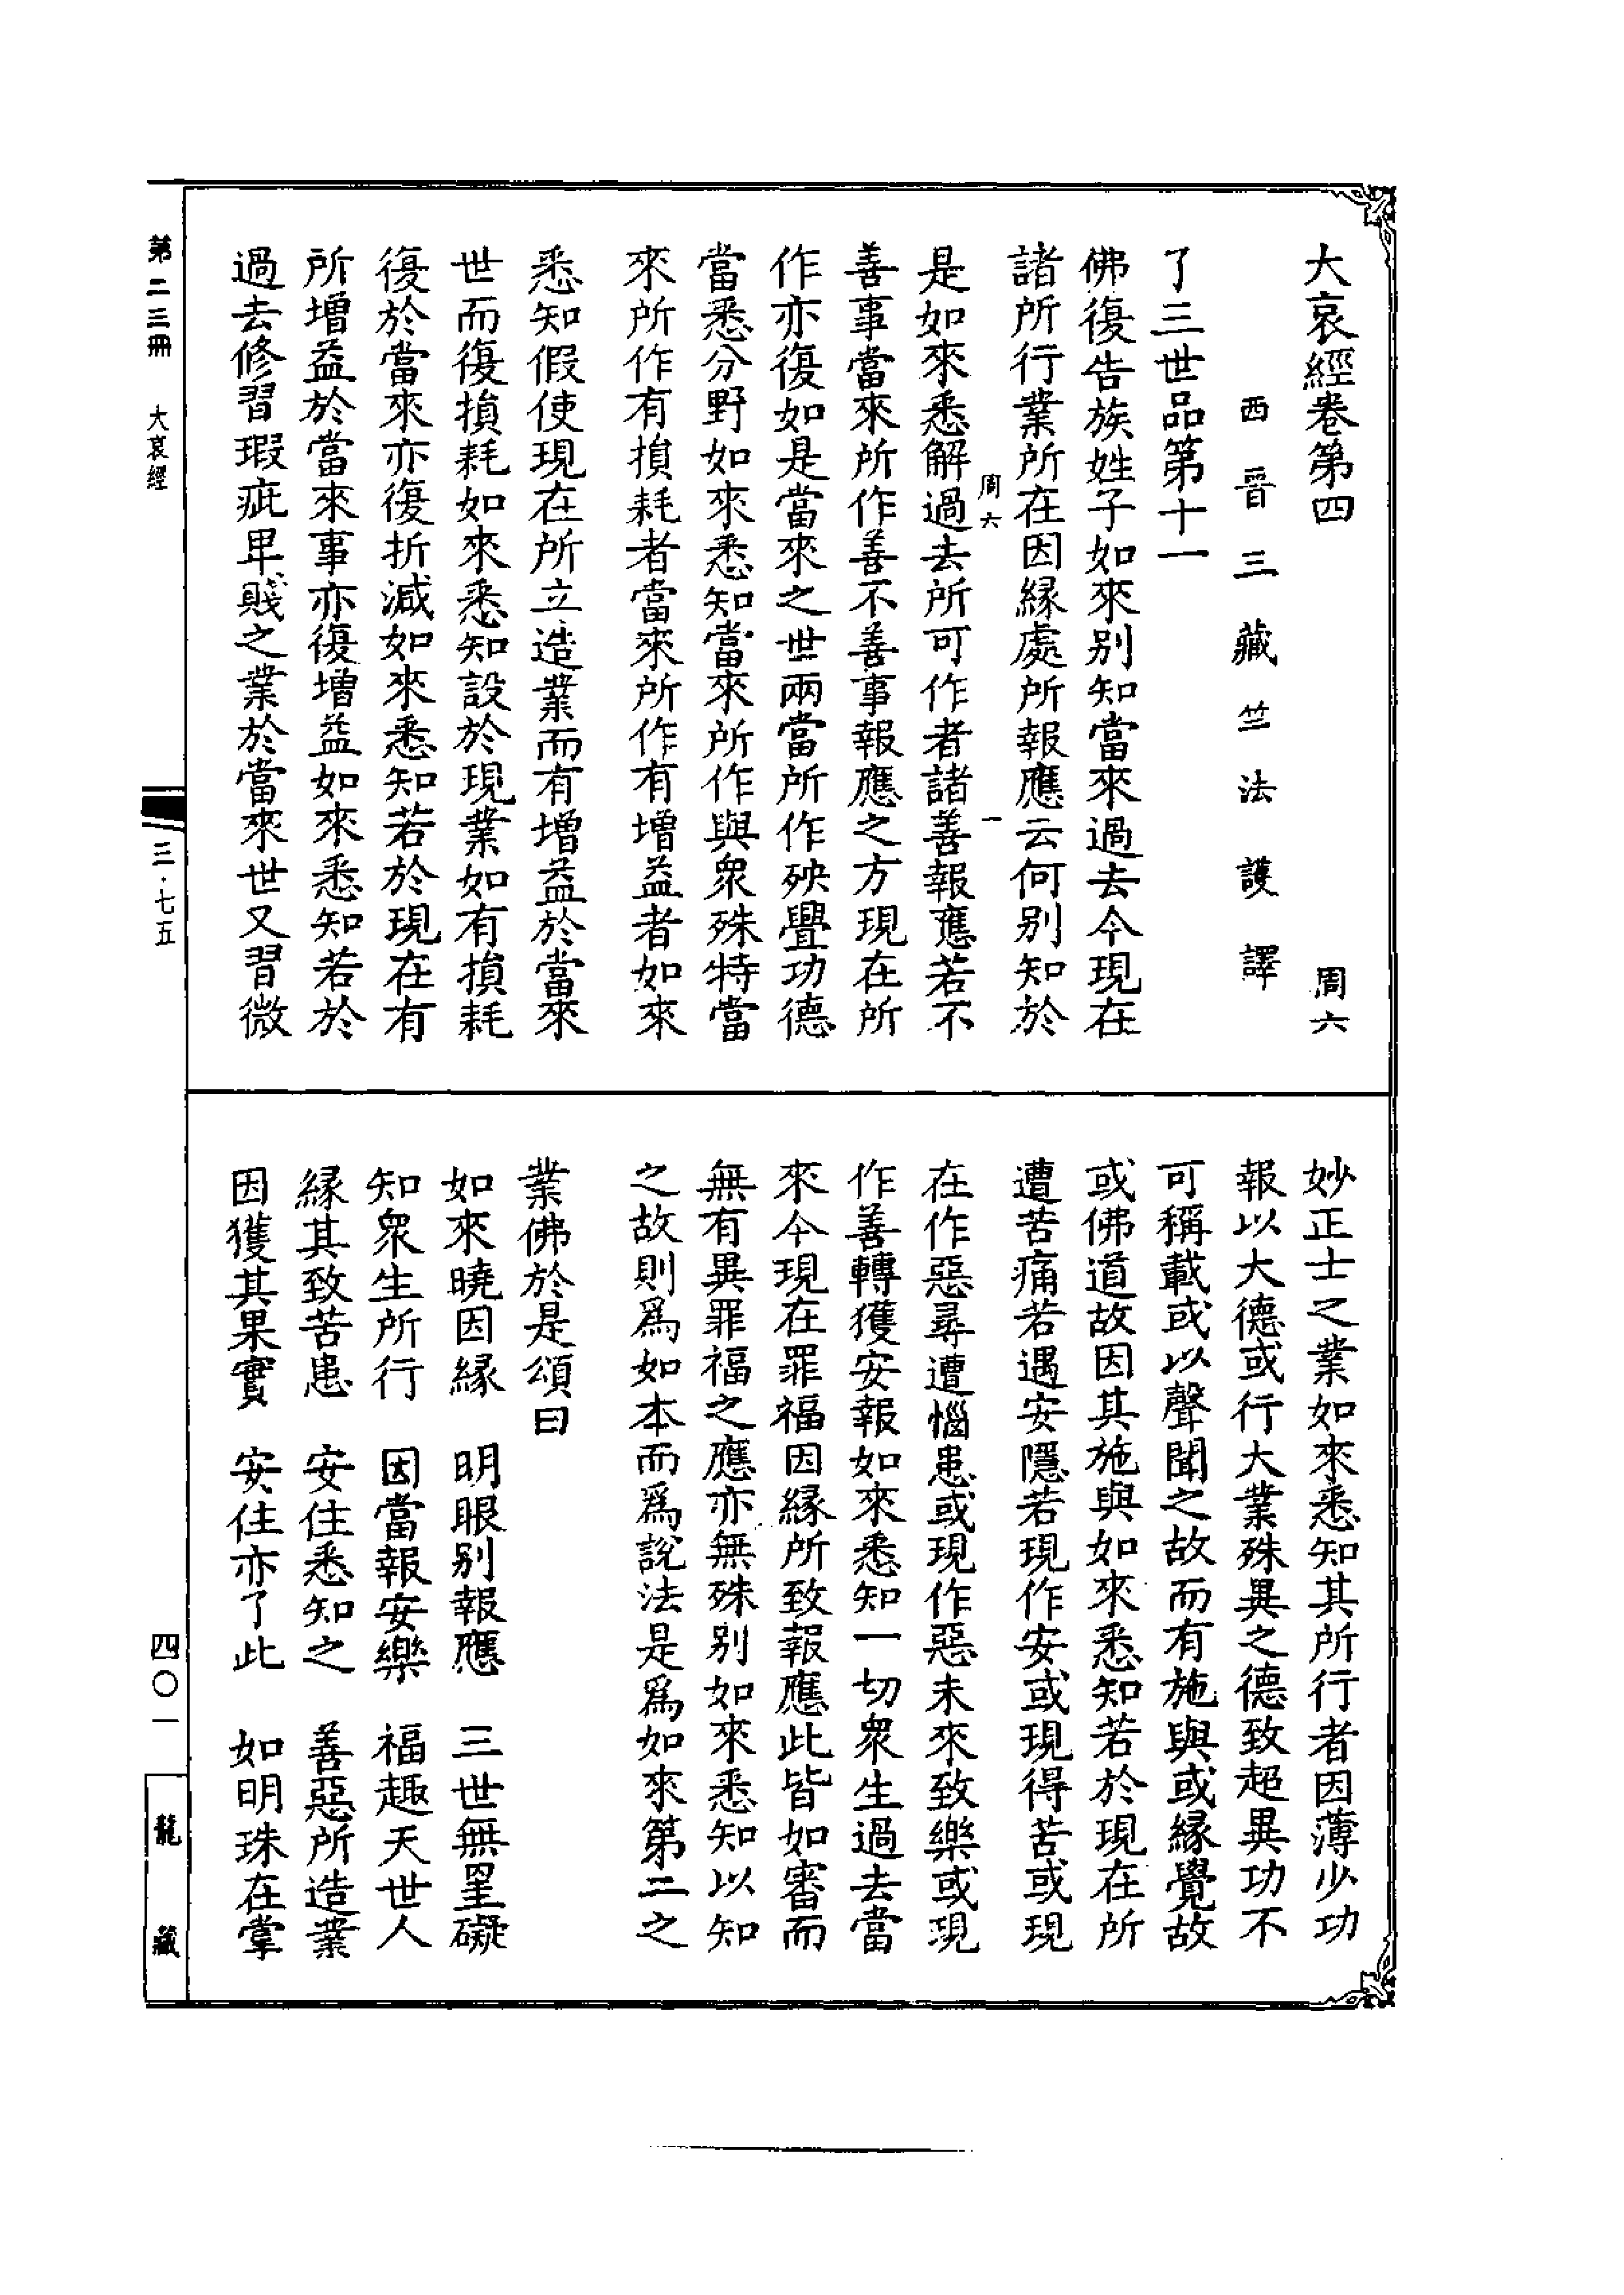 大哀經卷第四　周六
西晉三藏竺法護譯
了三世品第十一
佛復告族姓子如來別知當來過去今現在
諸所行業所在因緣處所報應云何別知於
周六　一
是如來悉解過去所可作者諸善報應若不
善事當來所作善不善事報應之方現在所
作亦復如是當來之世兩當所作殃舋功德
當悉分野如來悉知當來所作與衆殊特當
來所作有損耗者當來所作有增益者如來
悉知假使現在所立造業而有增益於當來
世而復損耗如來悉知設於現業如有損耗
復於當來亦復折減如來悉知若於現在有
所增益於當來事亦復增益如來悉知若於
過去修習瑕疵卑賤之業於當來世又習微
妙正士之業如來悉知其所行者因薄少功
報以大德或行大業殊異之德致超異功不
可稱載或以聲聞之故而有施與或緣覺故
或佛道故因其施與如來悉知若於現在所
遭苦痛若遇安隱若現作安或現得苦或現
在作惡尋遭惱患或現作惡未來致樂或現
作善轉獲安報如來悉知一切衆生過去當
來今現在罪福因緣所致報應此皆如審而
無有異罪福之應亦無殊別如來悉知以知
之故則爲如本而爲說法是爲如來第二之
業佛於是頌曰
如來曉因緣　明眼別報應　三世無罣礙
知衆生所行　因當報安樂　福趣天世人
緣其致苦患　安住悉知之　善惡所造業
因獲其果實　安住亦了此　如明珠在掌
第二三冊　大哀經
三·七五
四〇一
龍藏